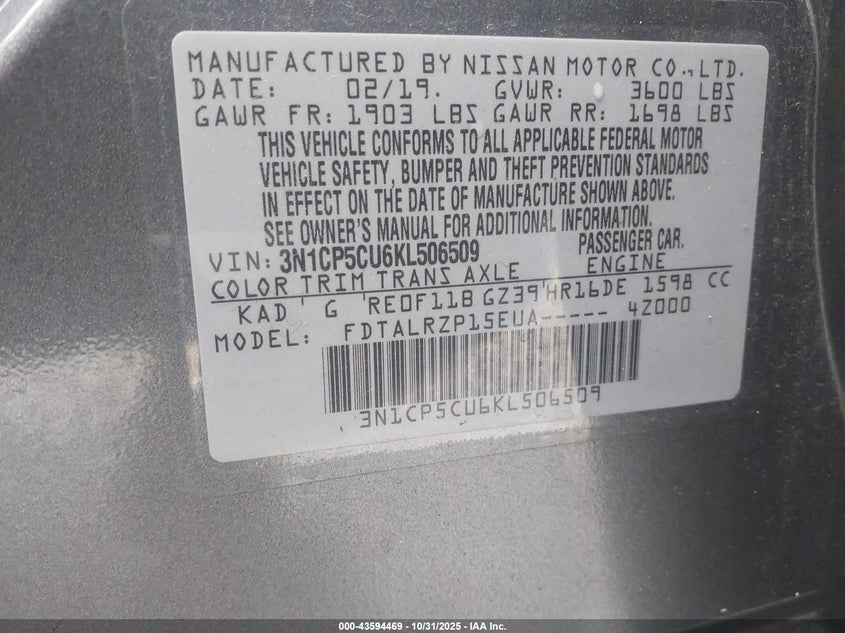 MANUFACTURED BY NISSAN MOTOR CO., LTD.
DATE: 02/19. GVWR: 3600 LBS
GAWR FR: 1903 LBS GAWR RR: 1698 LBS
THIS VEHICLE CONFORMS TO ALL APPLICABLE FEDERAL MOTOR
VEHICLE SAFETY, BUMPER AND THEFT PREVENTION STANDARDS
IN EFFECT ON THE DATE OF MANUFACTURE SHOWN ABOVE.
SEE OWNER'S MANUAL FOR ADDITIONAL INFORMATION.
VIN: 3N1CP5CU6KL506509 PASSENGER CAR.
COLOR TRIM TRANS AXLE ENGINE
KAD G RE0F11B GZ39 HR16DE 1598 CC
MODEL: FDTALRZP15EUA----- 4Z000
3N1CP5CU6KL506509
000-43594469 - 10/31/2025 - IAA Inc.